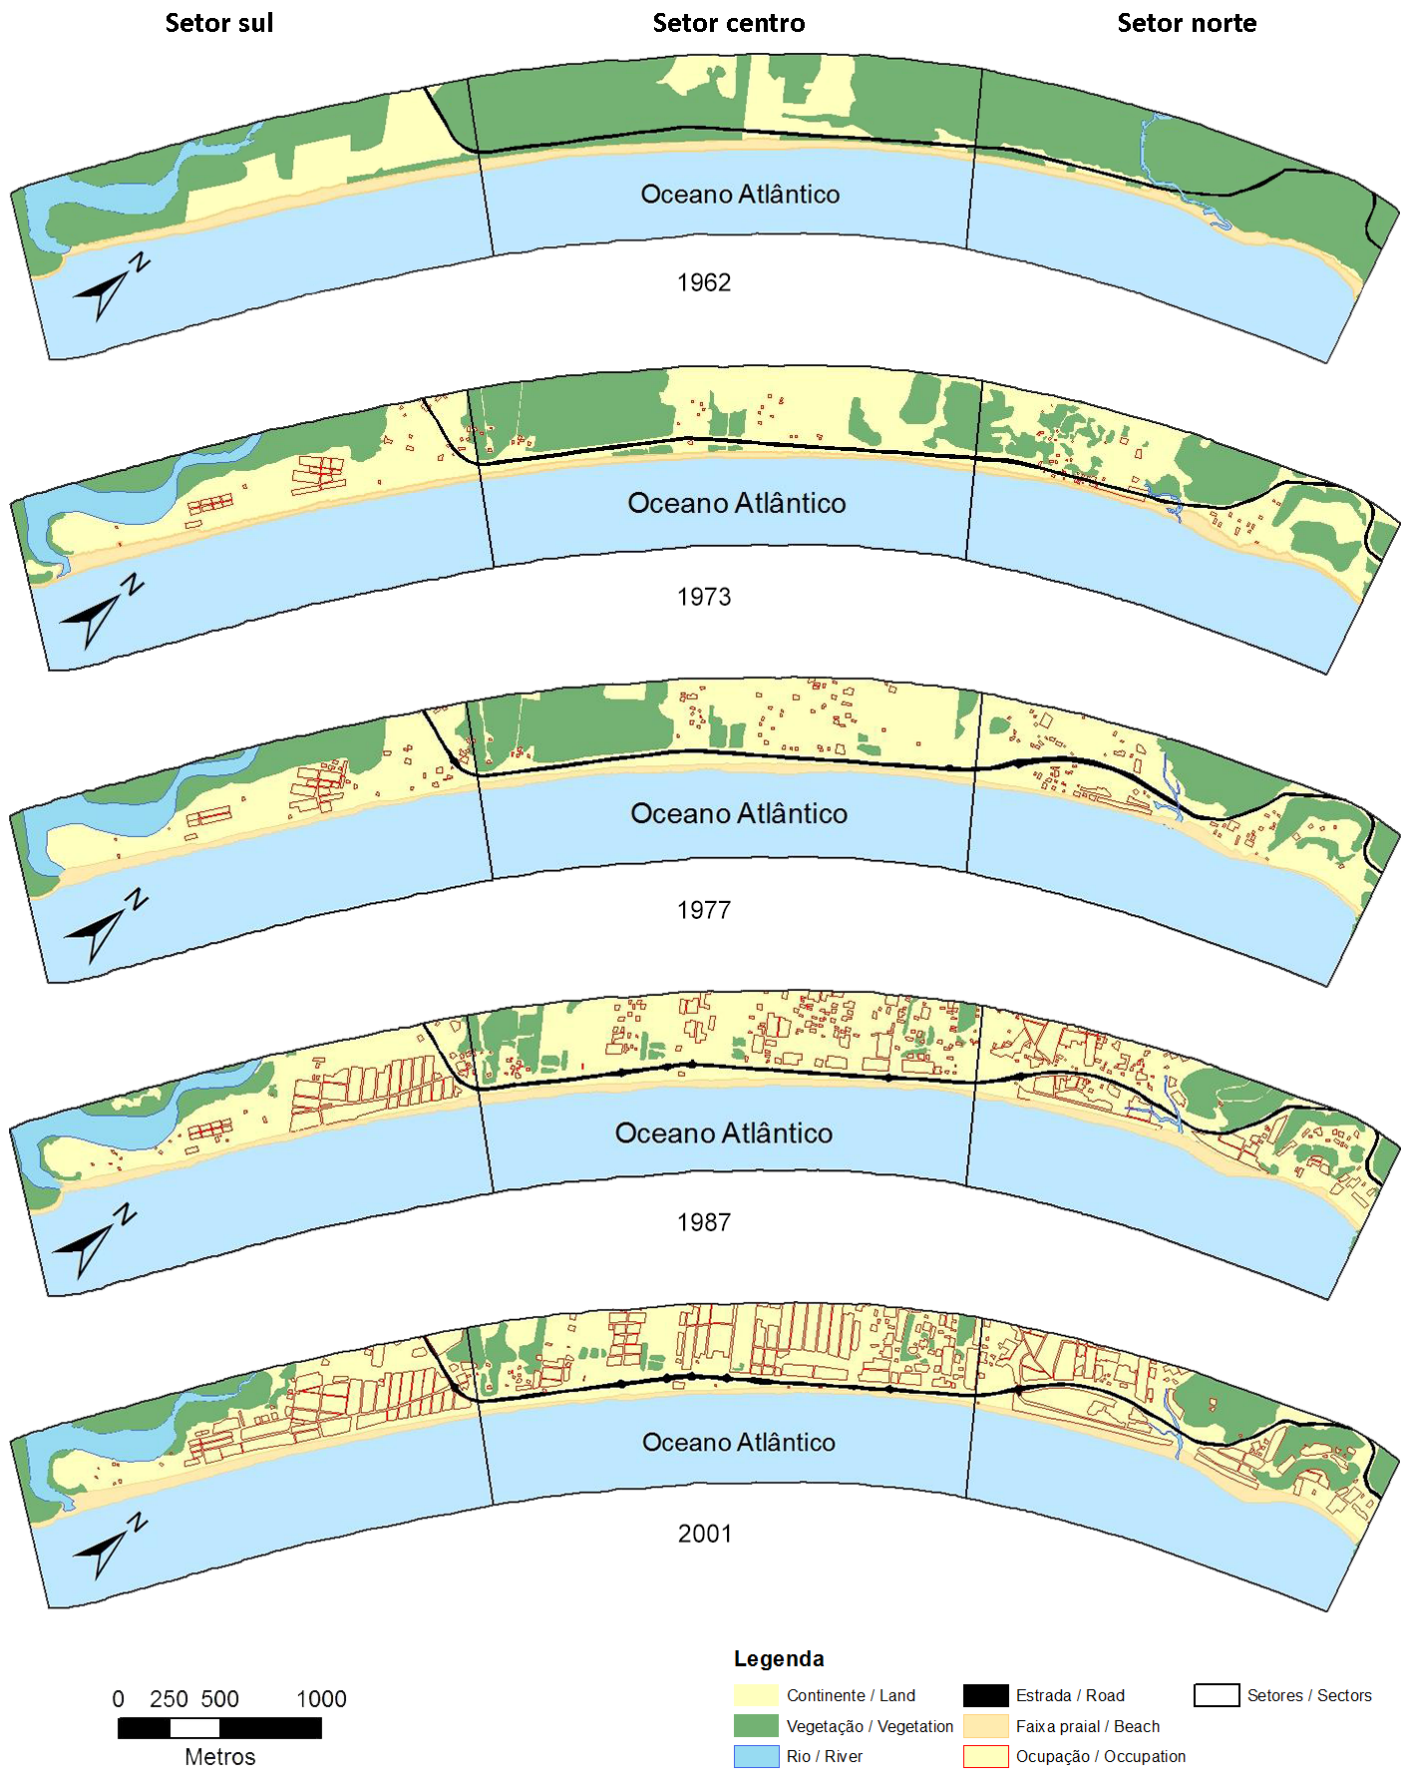 Setor sul
Setor centro
Setor norte
Oceano Atlântico
N
1962
Oceano Atlântico
N
1973
Oceano Atlântico
N
1977
Oceano Atlântico
N
1987
Oceano Atlântico
N
2001
Legenda
0 250 500 1000
Metros
Continente / Land
Estrada / Road
Setores / Sectors
Vegetação / Vegetation
Faixa praial / Beach
Rio / River
Ocupação / Occupation